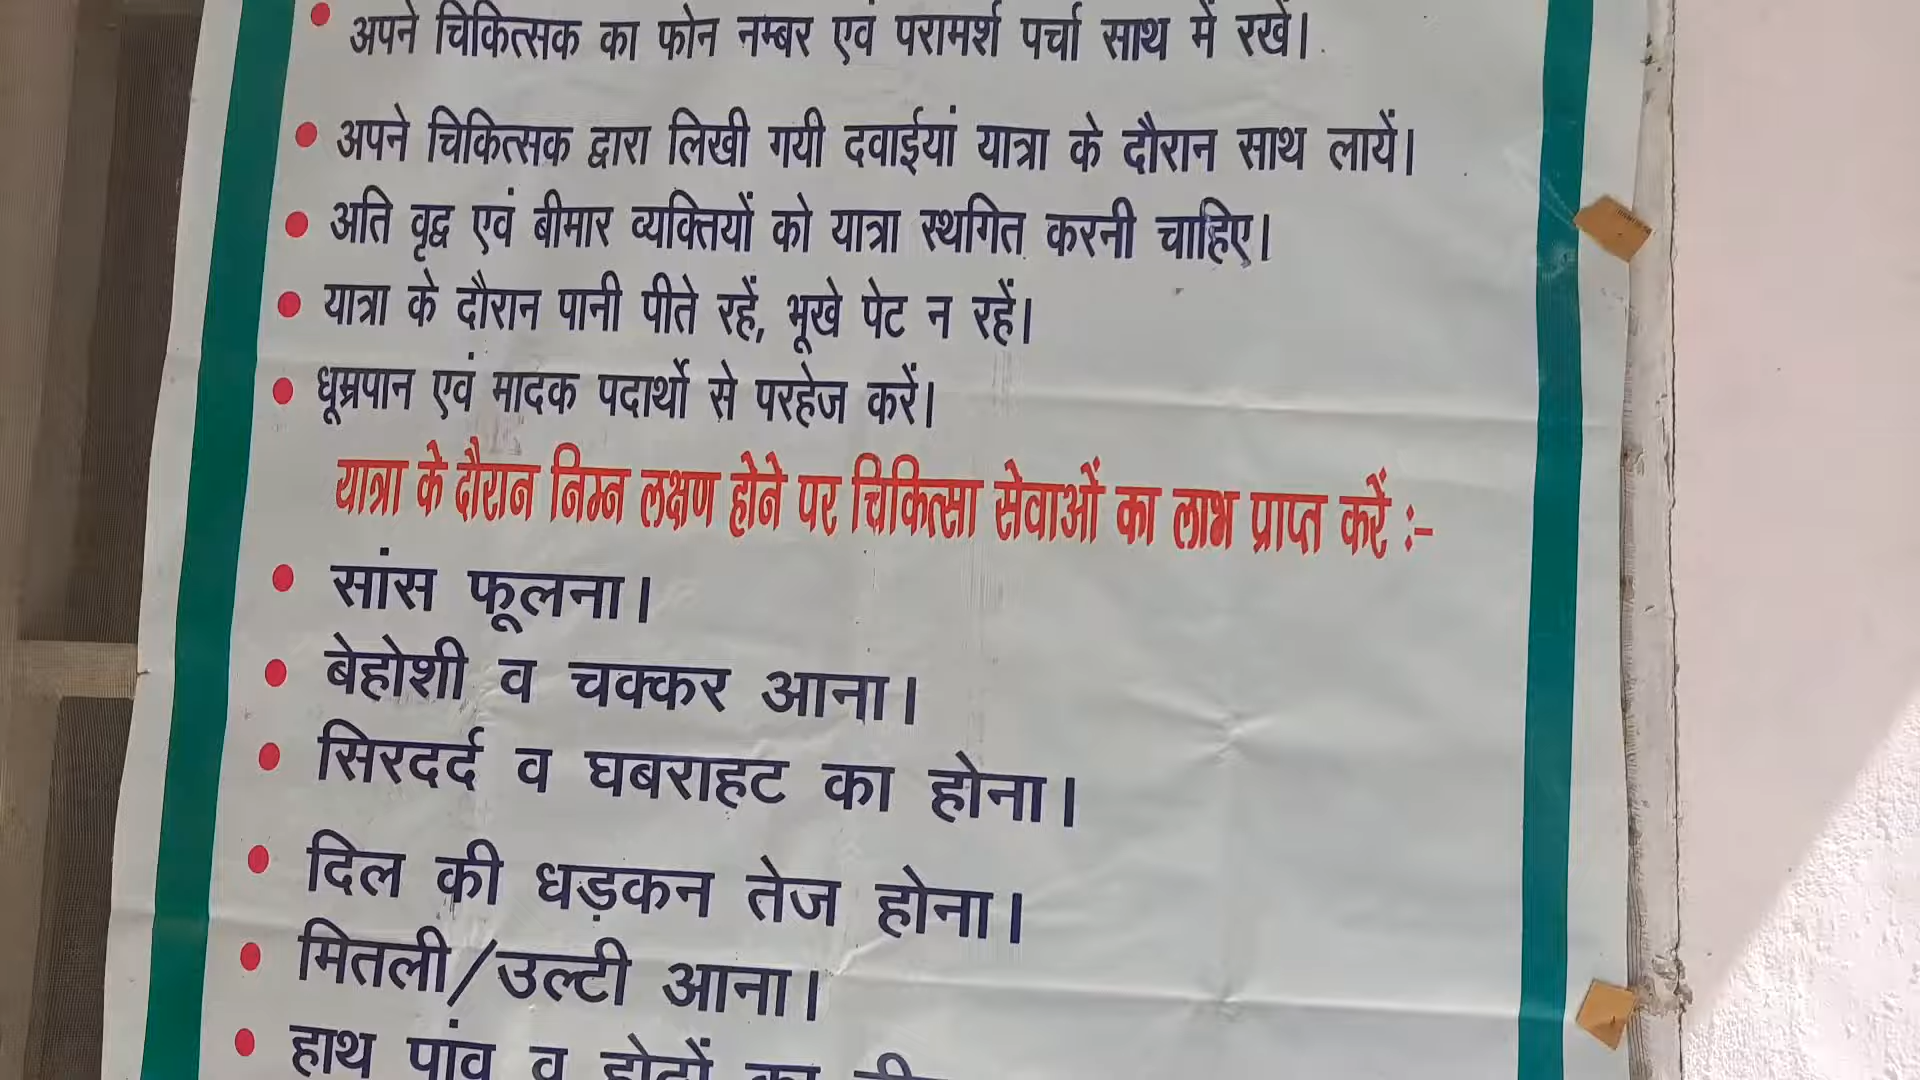 अपने चिकित्सक का फोन नम्बर एवं परामर्श पर्चा साथ में रखें।
अपने चिकित्सक द्वारा लिखी गयी दवाईयां यात्रा के दौरान साथ लायें।
अति वृद्व एवं बीमार व्यक्तियों को यात्रा स्थगित करनी चाहिए।
यात्रा के दौरान पानी पीते रहें, भूखे पेट न रहें।
धूम्रपान एवं मादक पदार्थो से परहेज करें।
यात्रा के दौरान निम्न लक्षण होने पर चिकित्सा सेवाओं का लाभ प्राप्त करें :-
सांस फूलना।
बेहोशी व चक्कर आना।
सिरदर्द व घबराहट का होना।
दिल की धड़कन तेज होना।
मितली/उल्टी आना।
हाथ पांव व होठों का